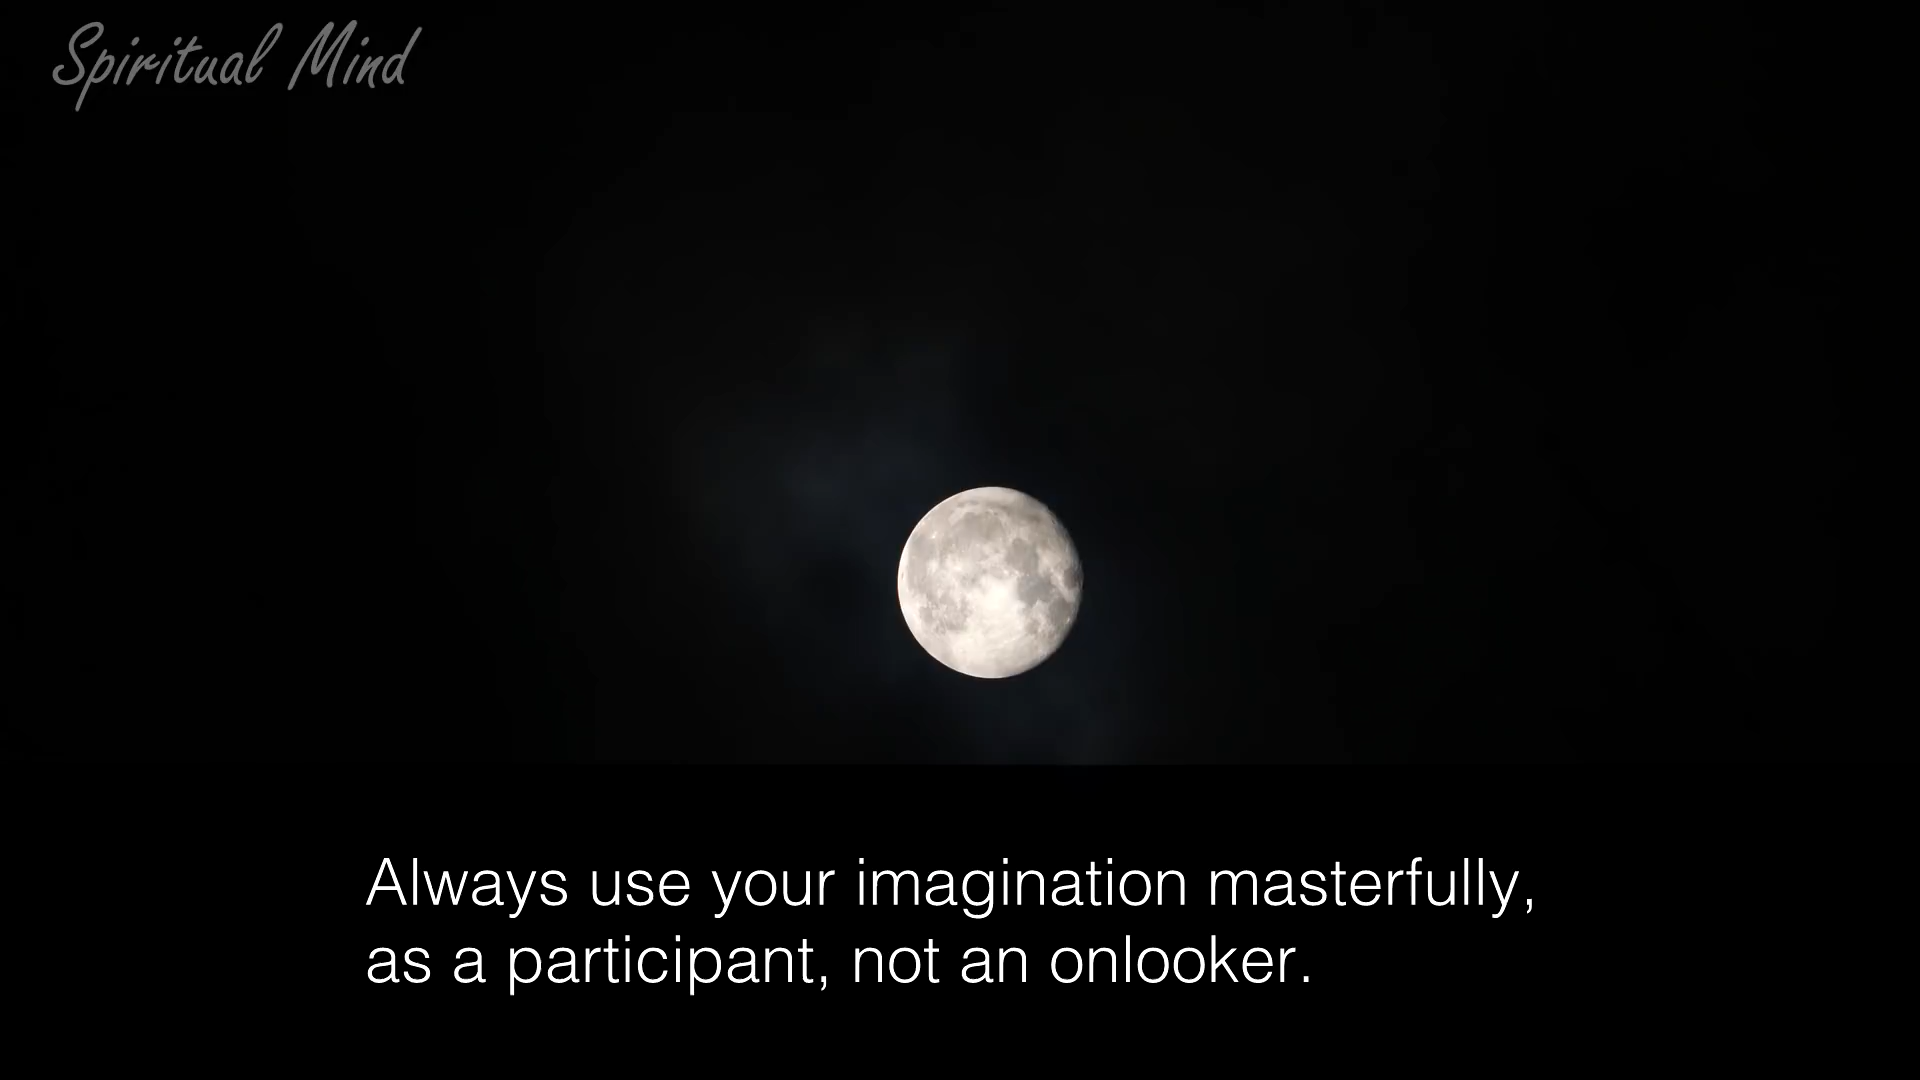 Spiritual Mind
Always use your imagination masterfully,
as a participant, not an onlooker.